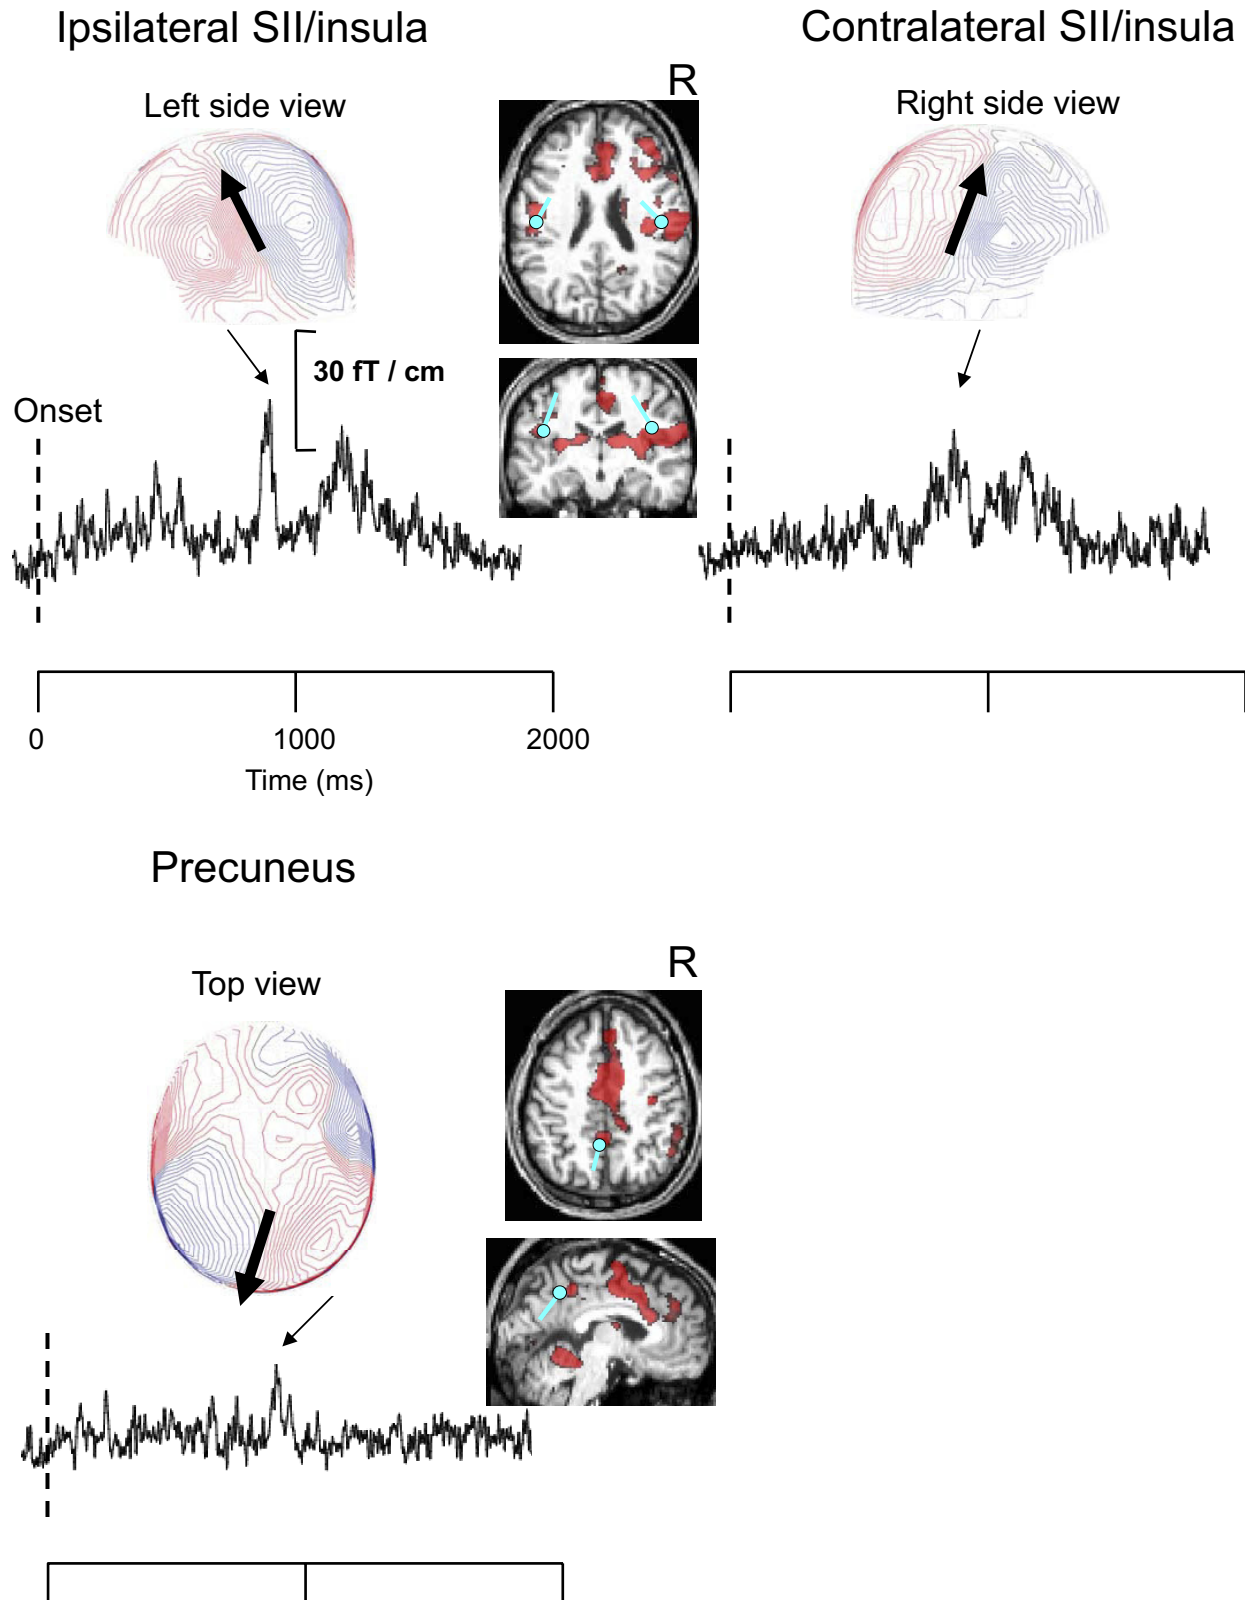 Ipsilateral SII/insula
Contralateral SII/insula
R
Left side view
Right side view
30 fT / cm
Onset
0
1000
2000
Time (ms)
Precuneus
R
Top view